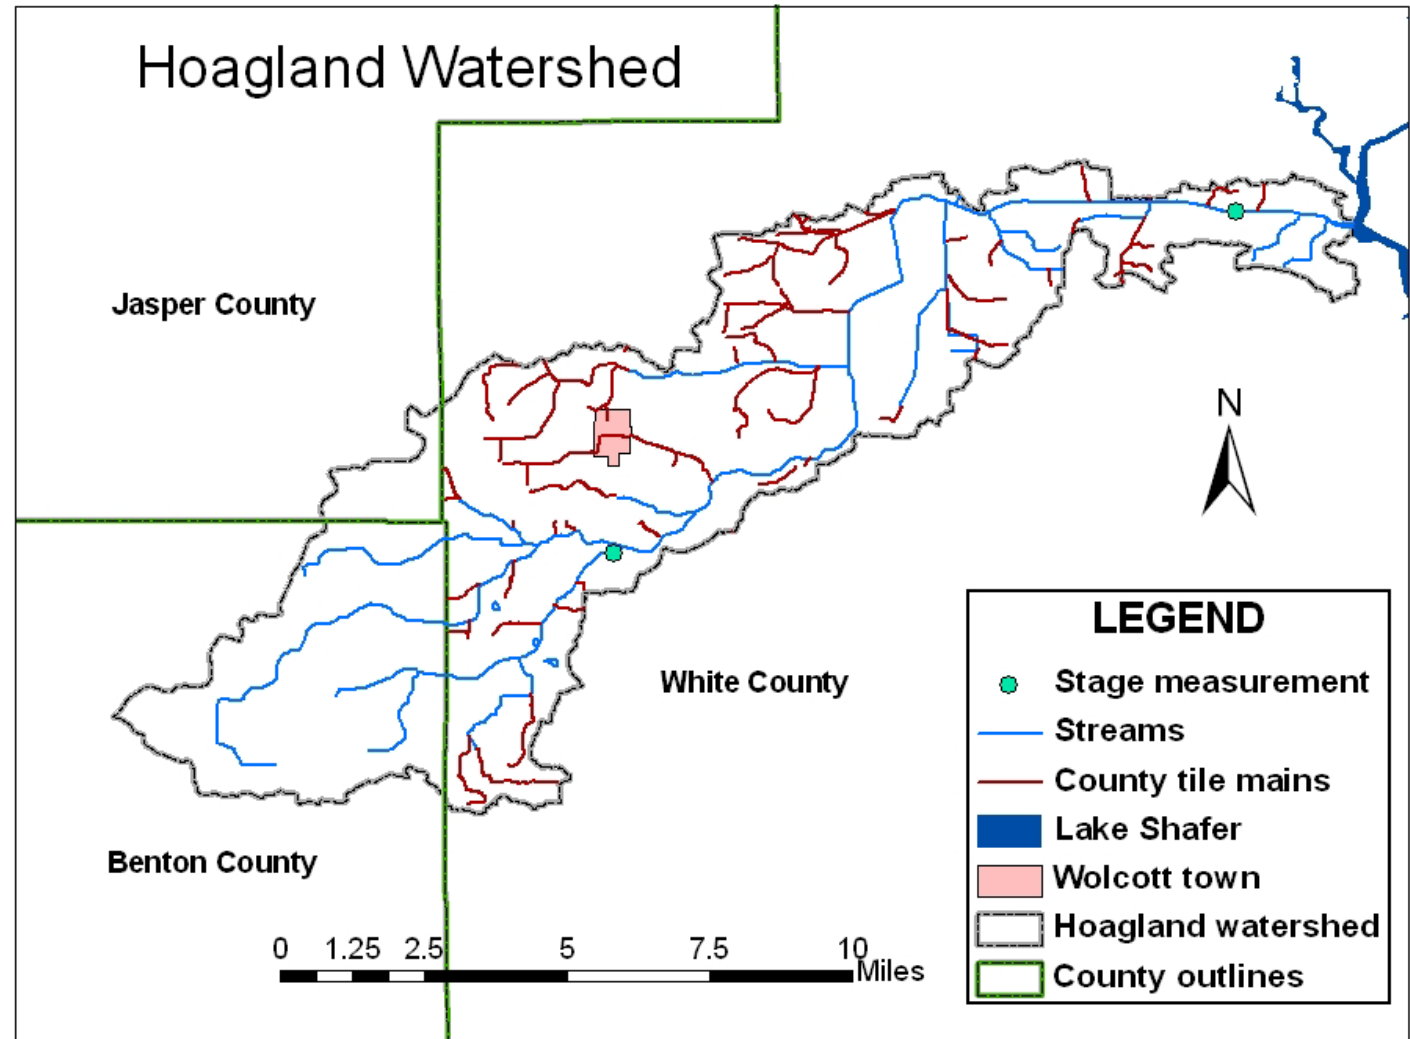 Hoagland Watershed
Jasper County
N
White County
Benton County
0 1.25 2.5 5 7.5 10
Miles
LEGEND
Stage measurement
Streams
County tile mains
Lake Shafer
Wolcott town
Hoagland watershed
County outlines